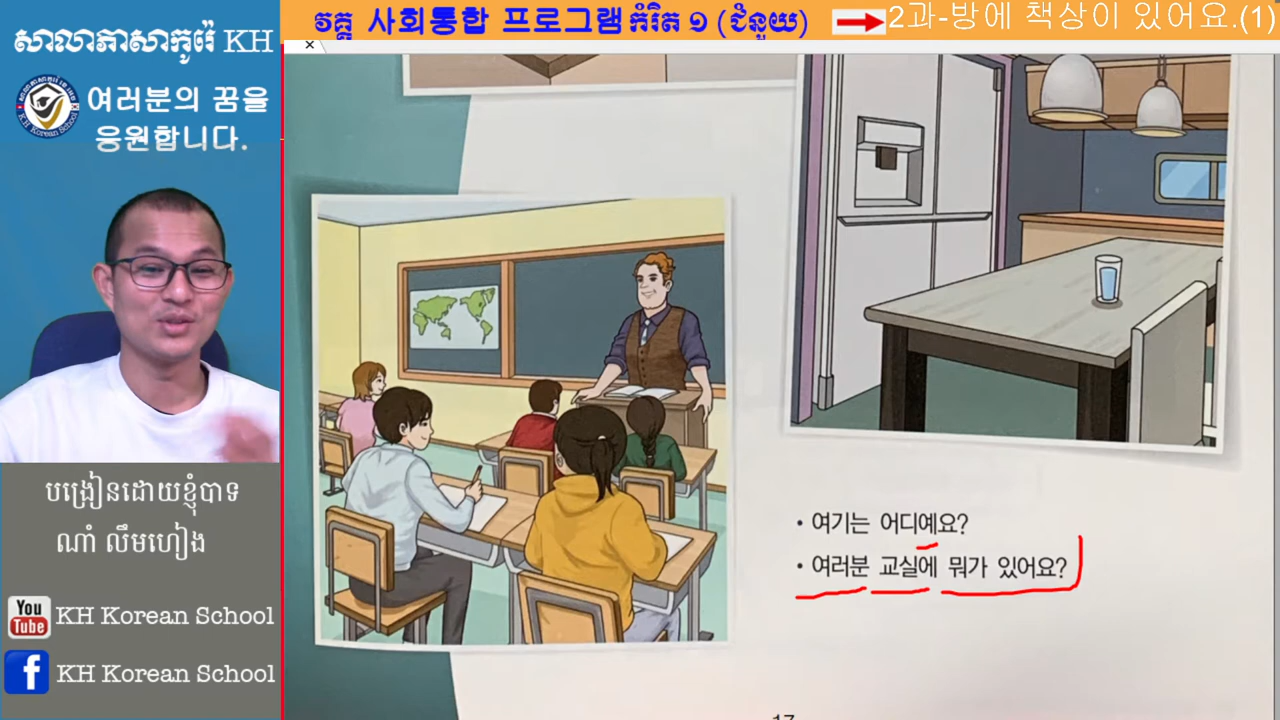 សាលាភាសាកូរ៉េ KH
여러분의 꿈을
응원합니다.
វគ្គ 사회통합 프로그램 កំរិត ១ (ជំនួយ)
2과-방에 책상이 있어요.(1)
• 여기는 어디예요?
• 여러분 교실에 뭐가 있어요?
បង្រៀនដោយខ្ញុំបាទ
ណាំ លឹមហៀង
You Tube KH Korean School
f KH Korean School